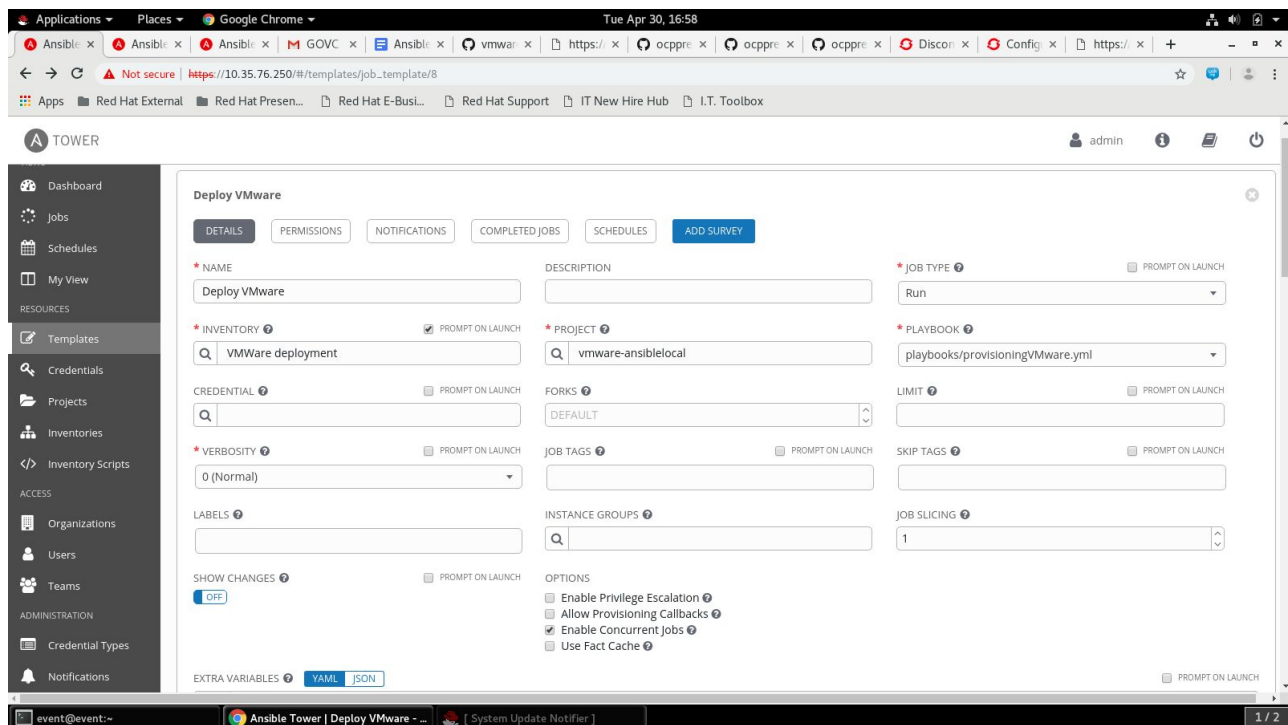 Applications Places Google Chrome Tue Apr 30, 16:58
Ansible Ansible Ansible GOVC Ansible vmwar https:/ ocppre ocppre ocppre Discon Config https:/
Not secure https://10.35.76.250/#/templates/job_template/8
Apps Red Hat External Red Hat Presen... Red Hat E-Busi... Red Hat Support IT New Hire Hub I.T. Toolbox
A TOWER admin
Dashboard
Jobs
Schedules
My View
RESOURCES
Templates
Credentials
Projects
Inventories
Inventory Scripts
ACCESS
Organizations
Users
Teams
ADMINISTRATION
Credential Types
Notifications
Deploy VMware
DETAILS PERMISSIONS NOTIFICATIONS COMPLETED JOBS SCHEDULES ADD SURVEY
* NAME DESCRIPTION * JOB TYPE PROMPT ON LAUNCH
Deploy VMware Run
* INVENTORY PROMPT ON LAUNCH * PROJECT * PLAYBOOK
VMWare deployment vmware-ansiblelocal playbooks/provisioningVMware.yml
CREDENTIAL PROMPT ON LAUNCH FORKS LIMIT PROMPT ON LAUNCH
DEFAULT
* VERBOSITY PROMPT ON LAUNCH JOB TAGS PROMPT ON LAUNCH SKIP TAGS PROMPT ON LAUNCH
0 (Normal)
LABELS INSTANCE GROUPS JOB SLICING
1
SHOW CHANGES PROMPT ON LAUNCH OPTIONS
OFF Enable Privilege Escalation
Allow Provisioning Callbacks
Enable Concurrent Jobs
Use Fact Cache
EXTRA VARIABLES YAML JSON PROMPT ON LAUNCH
event@event:~ Ansible Tower | Deploy VMware - ... [ System Update Notifier ] 1 / 2